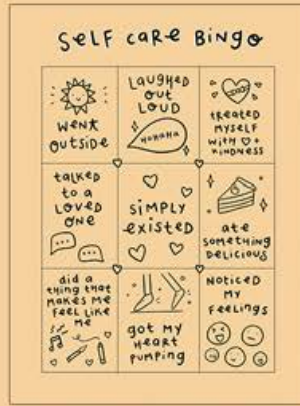 SELF CARE BINGO
WENT
OUTSIDE
LAUGHED
OUT
LOUD
HAHAHA
TREATED
MYSELF
WITH ♡ +
KINDNESS
TALKED
TO A
LOVED
ONE
SIMPLY
EXISTED
ATE
SOMETHING
DELICIOUS
did a
THING THAT
MAKES ME
FEEL LIKE
ME
GOT MY
HEART
PUMPING
NOTICED
MY
FEELINGS